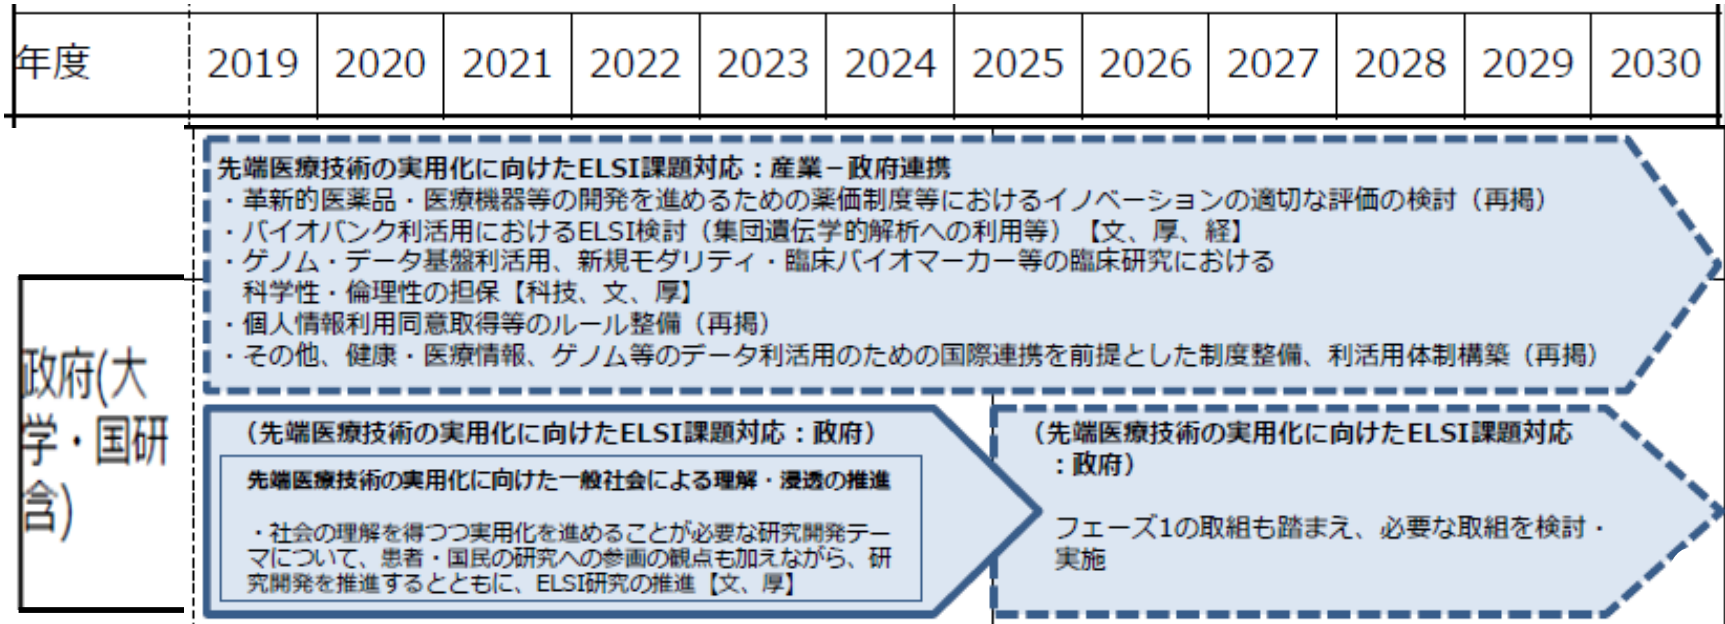 年度 2019 2020 2021 2022 2023 2024 2025 2026 2027 2028 2029 2030
先端医療技術の実用化に向けたELSI課題対応：産業－政府連携
・革新的医薬品・医療機器等の開発を進めるための薬価制度等におけるイノベーションの適切な評価の検討（再掲）
・バイオバンク利活用におけるELSI検討（集団遺伝学的解析への利用等）【文、厚、経】
・ゲノム・データ基盤利活用、新規モダリティ・臨床バイオマーカー等の臨床研究における
科学性・倫理性の担保【科技、文、厚】
・個人情報利用同意取得等のルール整備（再掲）
・その他、健康・医療情報、ゲノム等のデータ利活用のための国際連携を前提とした制度整備、利活用体制構築（再掲）
政府(大
学・国研
含)
（先端医療技術の実用化に向けたELSI課題対応：政府）
先端医療技術の実用化に向けた一般社会による理解・浸透の推進
・社会の理解を得つつ実用化を進めることが必要な研究開発テー
マについて、患者・国民の研究への参画の観点も加えながら、研
究開発を推進するとともに、ELSI研究の推進【文、厚】
（先端医療技術の実用化に向けたELSI課題対応
：政府）
フェーズ1の取組も踏まえ、必要な取組を検討・
実施